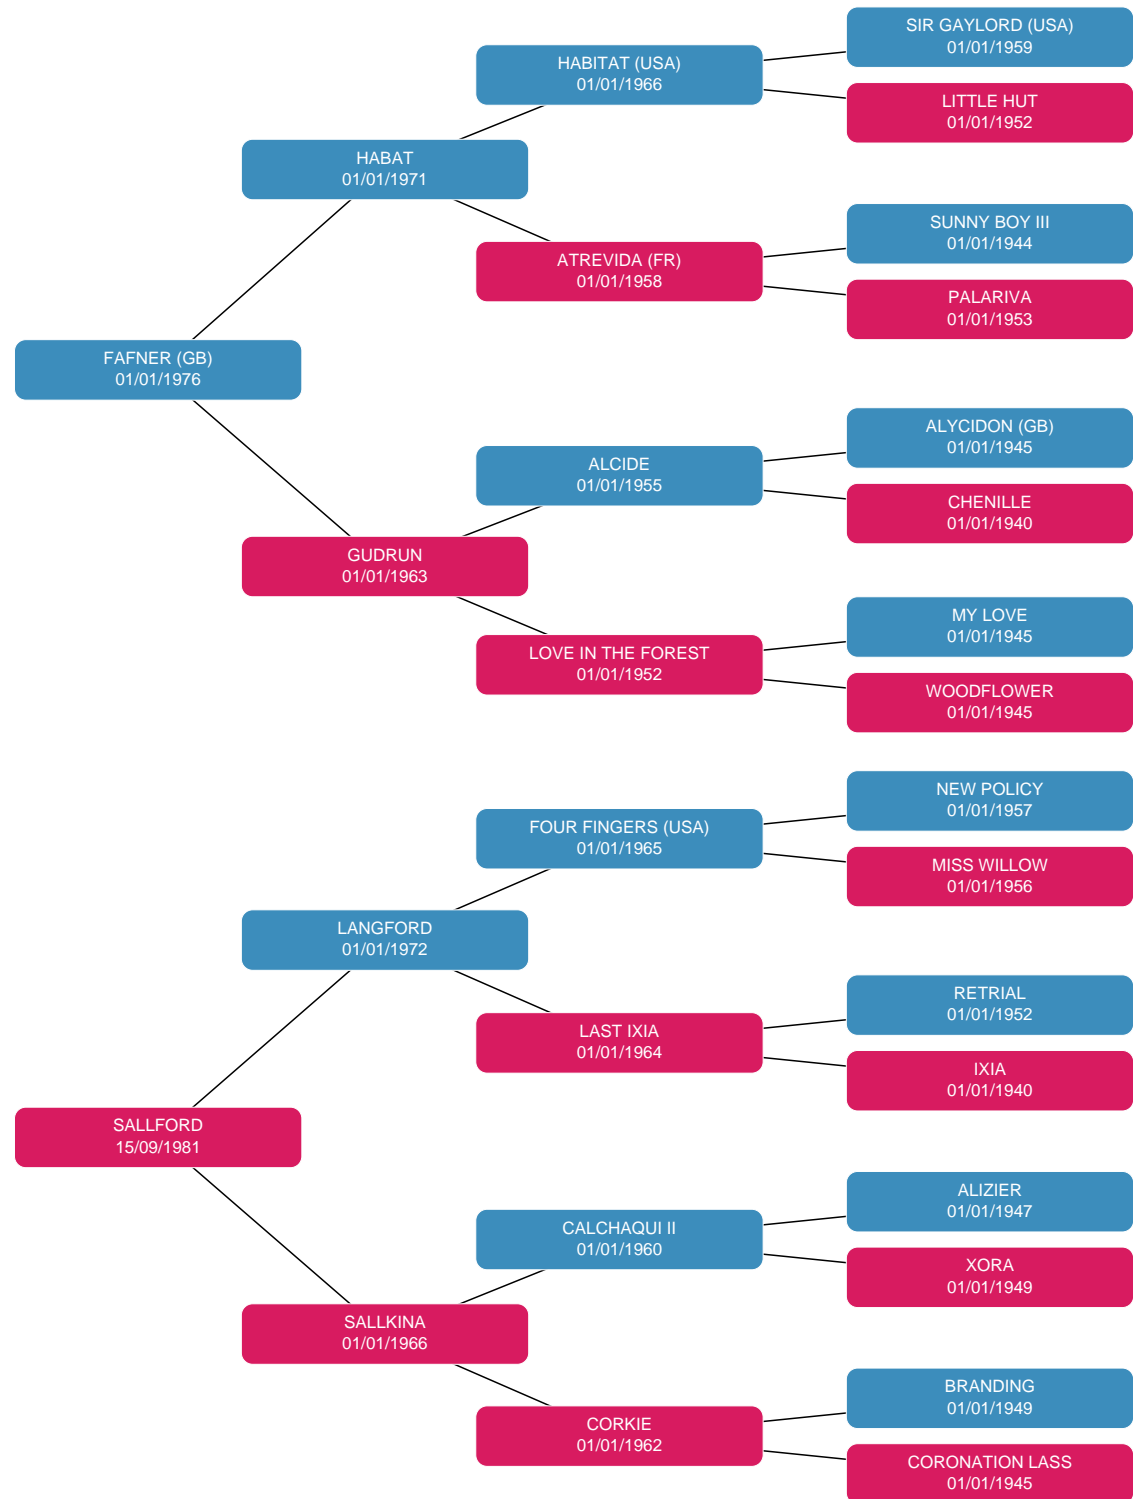 SIR GAYLORD (USA)
01/01/1959
HABITAT (USA)
01/01/1966
LITTLE HUT
01/01/1952
HABAT
01/01/1971
SUNNY BOY III
01/01/1944
ATREVIDA (FR)
01/01/1958
PALARIVA
01/01/1953
FAFNER (GB)
01/01/1976
ALYCIDON (GB)
01/01/1945
ALCIDE
01/01/1955
CHENILLE
01/01/1940
GUDRUN
01/01/1963
MY LOVE
01/01/1945
LOVE IN THE FOREST
01/01/1952
WOODFLOWER
01/01/1945
NEW POLICY
01/01/1957
FOUR FINGERS (USA)
01/01/1965
MISS WILLOW
01/01/1956
LANGFORD
01/01/1972
RETRIAL
01/01/1952
LAST IXIA
01/01/1964
IXIA
01/01/1940
SALLFORD
15/09/1981
ALIZIER
01/01/1947
CALCHAQUI II
01/01/1960
XORA
01/01/1949
SALLKINA
01/01/1966
BRANDING
01/01/1949
CORKIE
01/01/1962
CORONATION LASS
01/01/1945